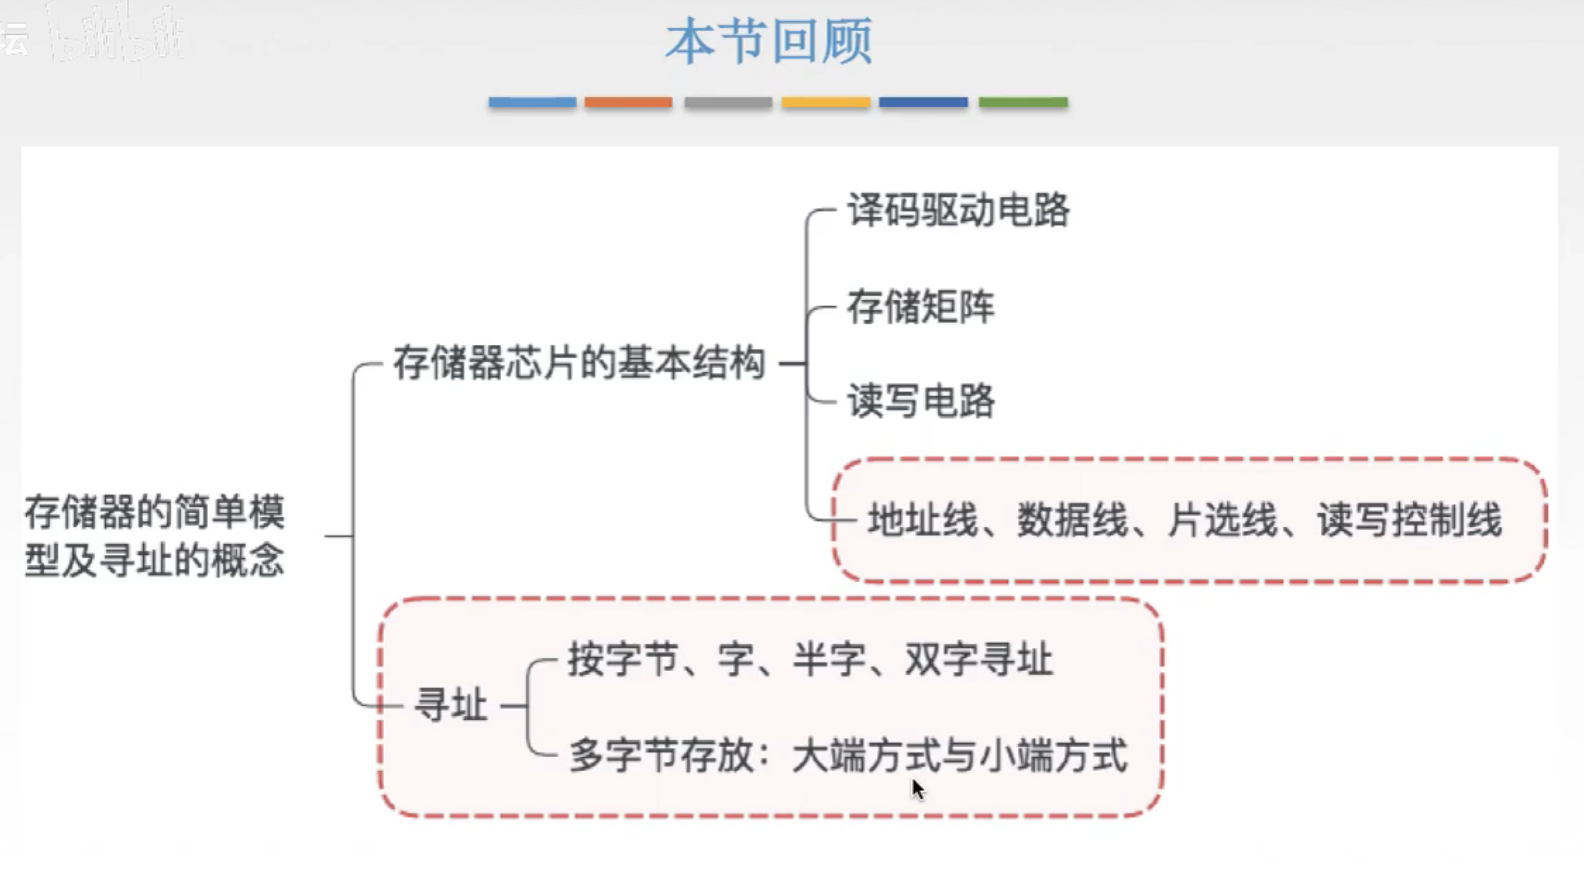 坛 bilibili
本节回顾
译码驱动电路
存储矩阵
存储器芯片的基本结构
读写电路
地址线、数据线、片选线、读写控制线
存储器的简单模
型及寻址的概念
按字节、字、半字、双字寻址
寻址
多字节存放：大端方式与小端方式